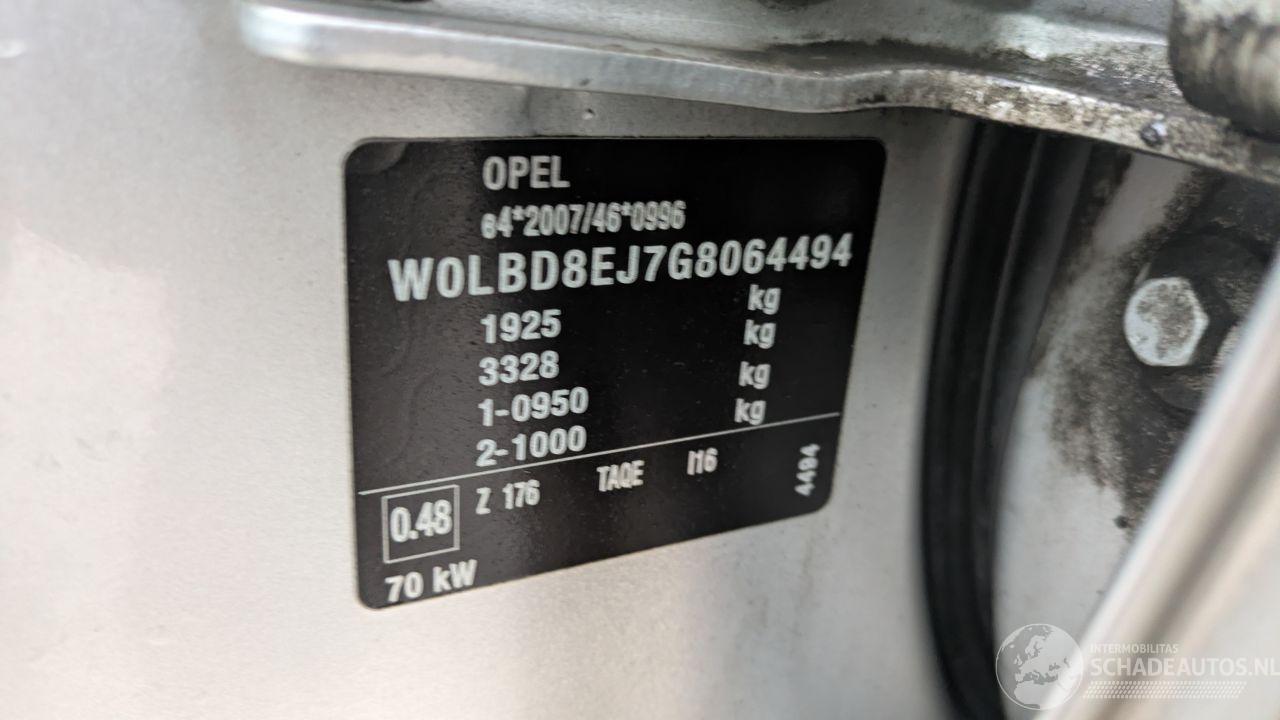 OPEL
e4*2007/46*0996
W0LBD8EJ7G8064494
1925 kg
3328 kg
1-0950 kg
2-1000 kg
0.48 Z 176 TAQE I16 4494
70 kW
INTERMOBILITAS
SCHADEAUTOS.NL